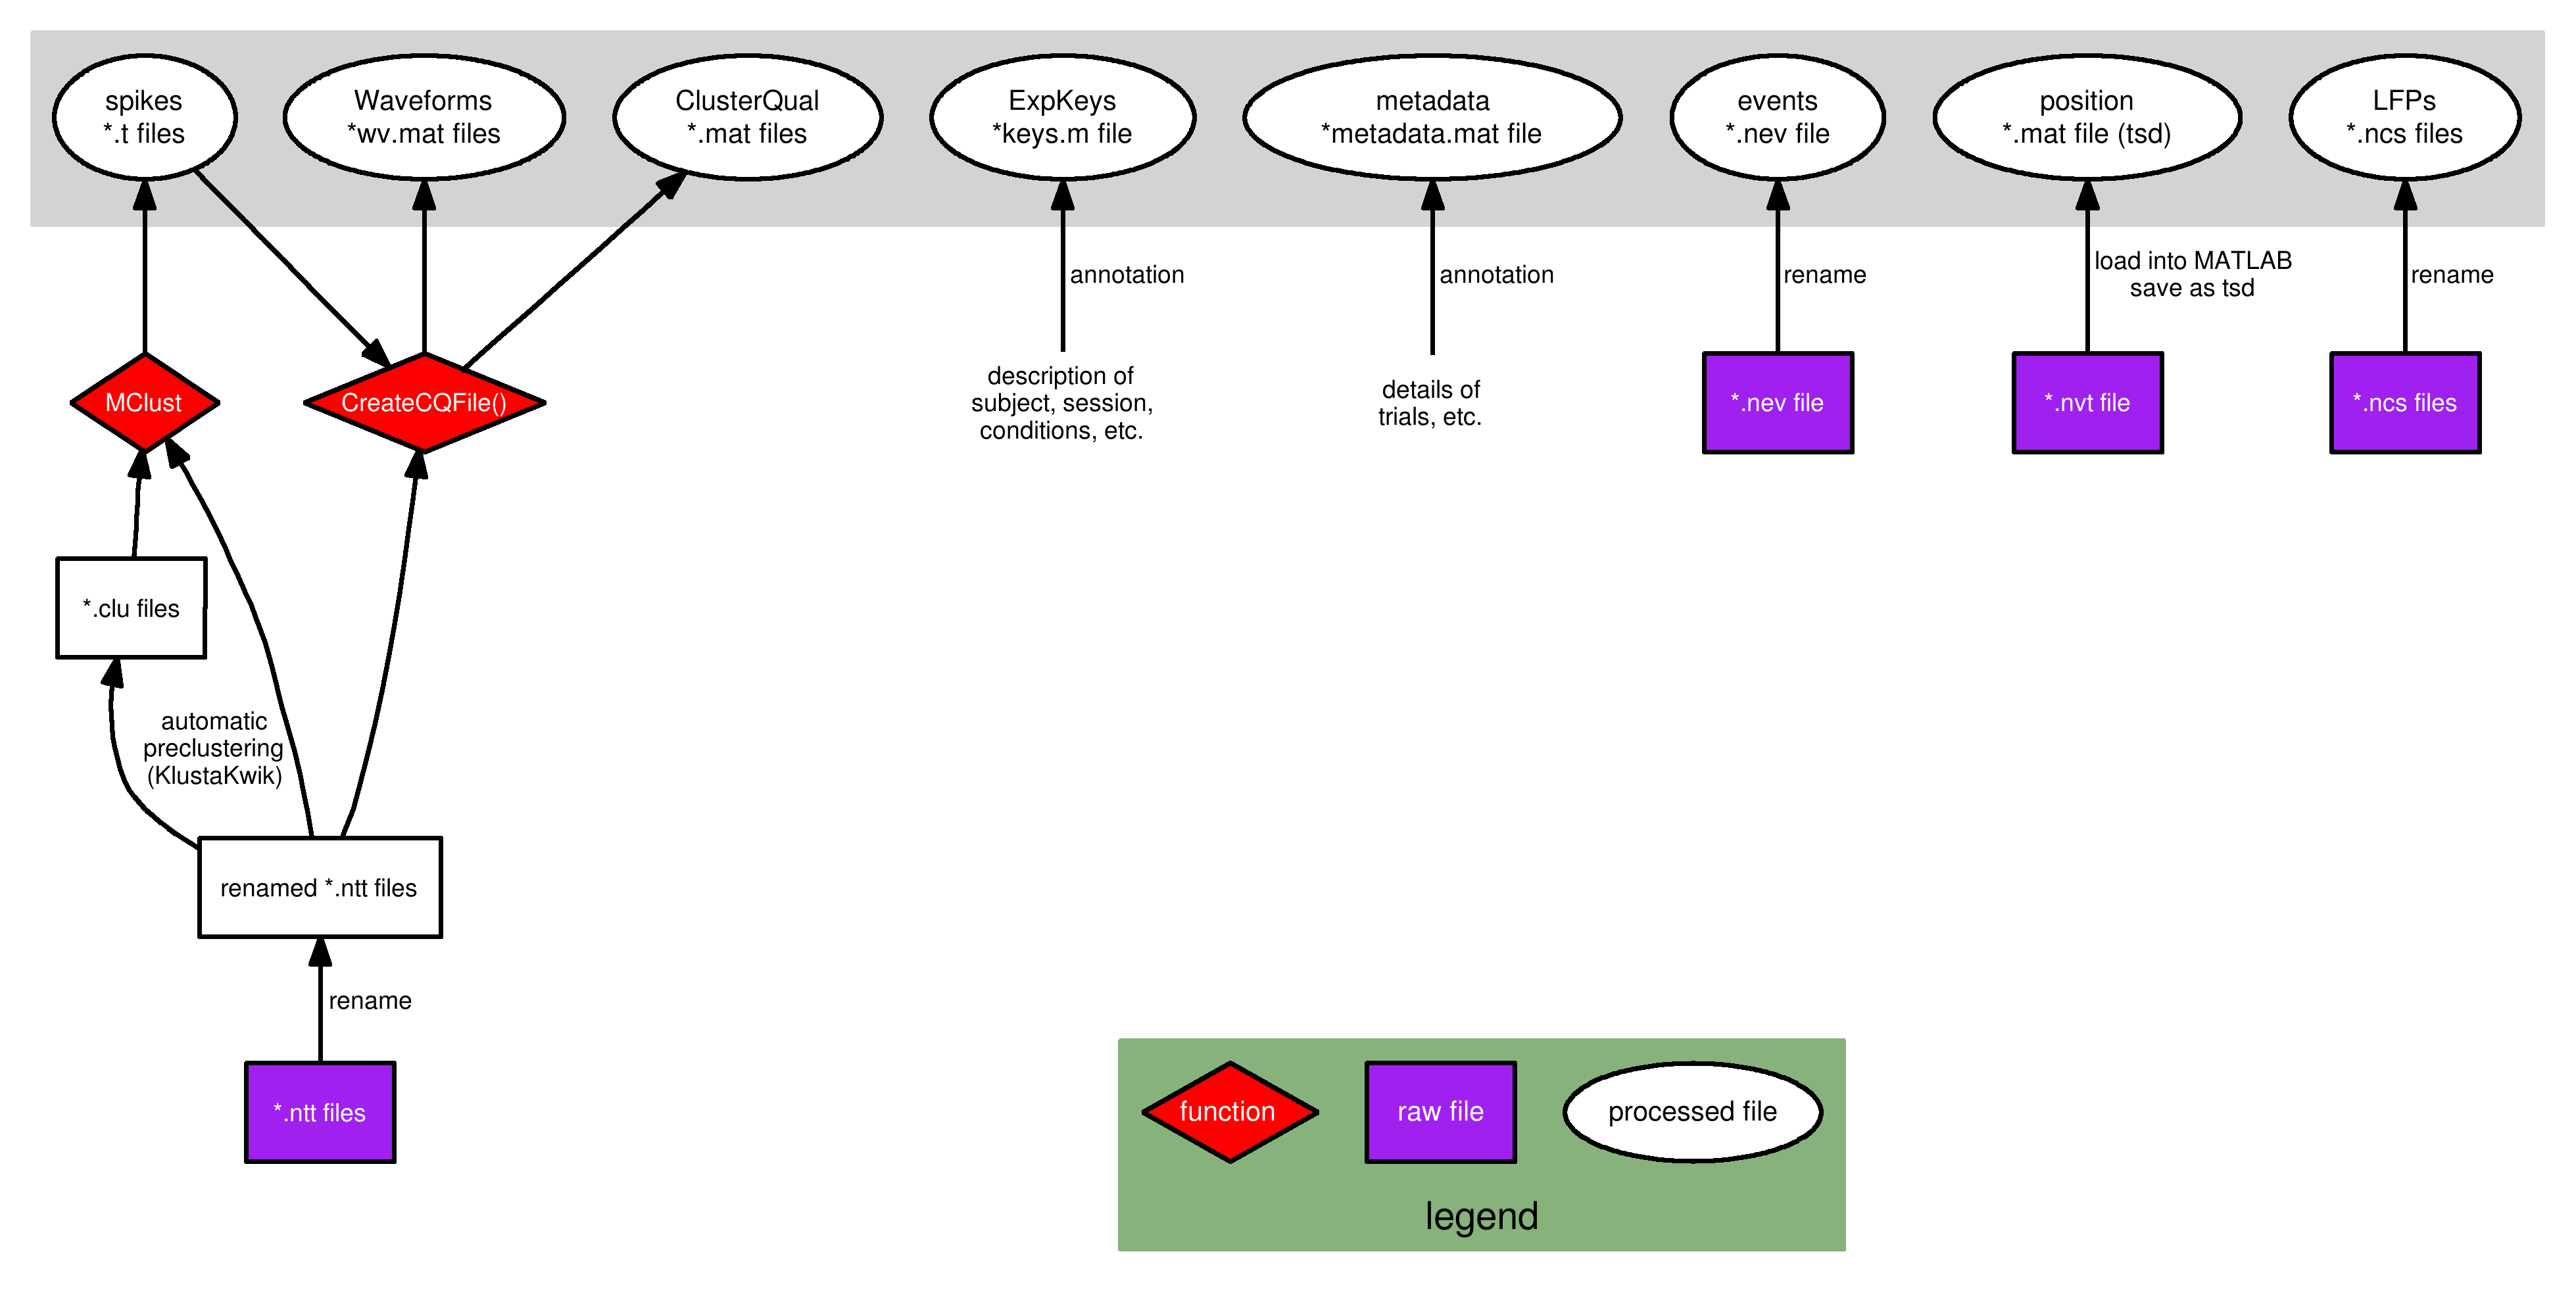 spikes
*.t files
Waveforms
*wv.mat files
ClusterQual
*.mat files
ExpKeys
*keys.m file
metadata
*metadata.mat file
events
*.nev file
position
*.mat file (tsd)
LFPs
*.ncs files
annotation
annotation
rename
load into MATLAB
save as tsd
rename
MClust
CreateCQFile()
description of
subject, session,
conditions, etc.
details of
trials, etc.
*.nev file
*.nvt file
*.ncs files
*.clu files
automatic
preclustering
(KlustaKwik)
renamed *.ntt files
rename
*.ntt files
function
raw file
processed file
legend